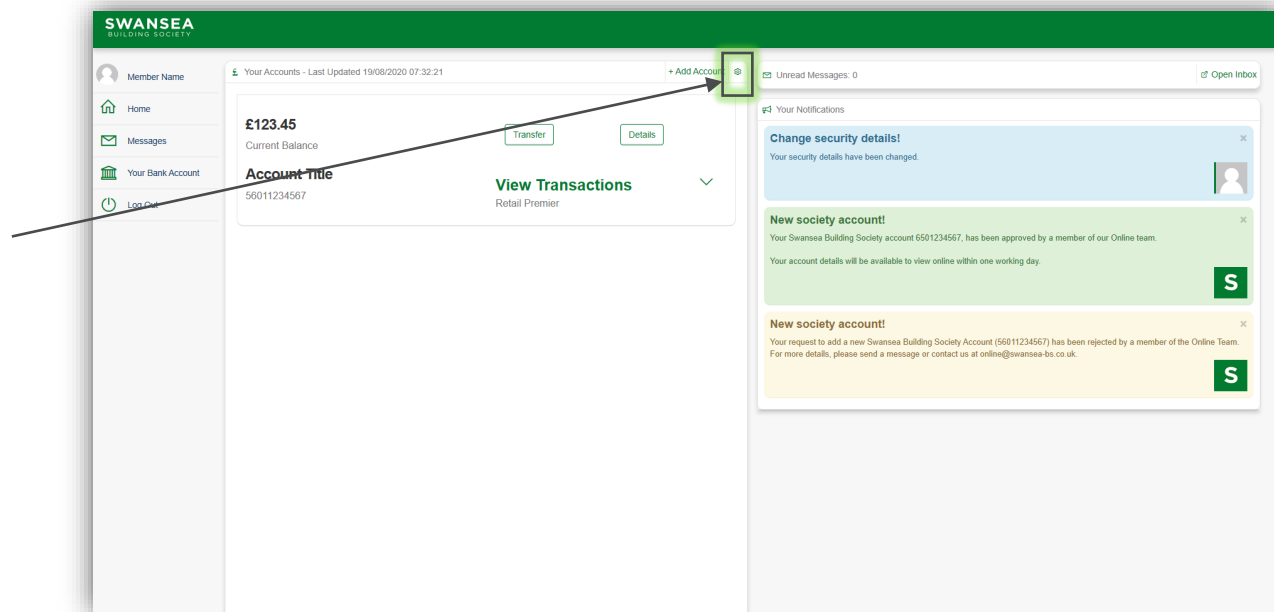 SWANSEA
BUILDING SOCIETY
Member Name
Home
Messages
Your Bank Account
Log Out
£ Your Accounts - Last Updated 19/08/2020 07:32:21
+ Add Account
£123.45
Current Balance
Transfer
Details
Account Title
56011234567
View Transactions
Retail Premier
Unread Messages: 0
Open Inbox
Your Notifications
Change security details!
×
Your security details have been changed.
New society account!
×
Your Swansea Building Society account 6501234567, has been approved by a member of our Online team.
Your account details will be available to view online within one working day.
S
New society account!
×
Your request to add a new Swansea Building Society Account (56011234567) has been rejected by a member of the Online Team.
For more details, please send a message or contact us at online@swansea-bs.co.uk.
S